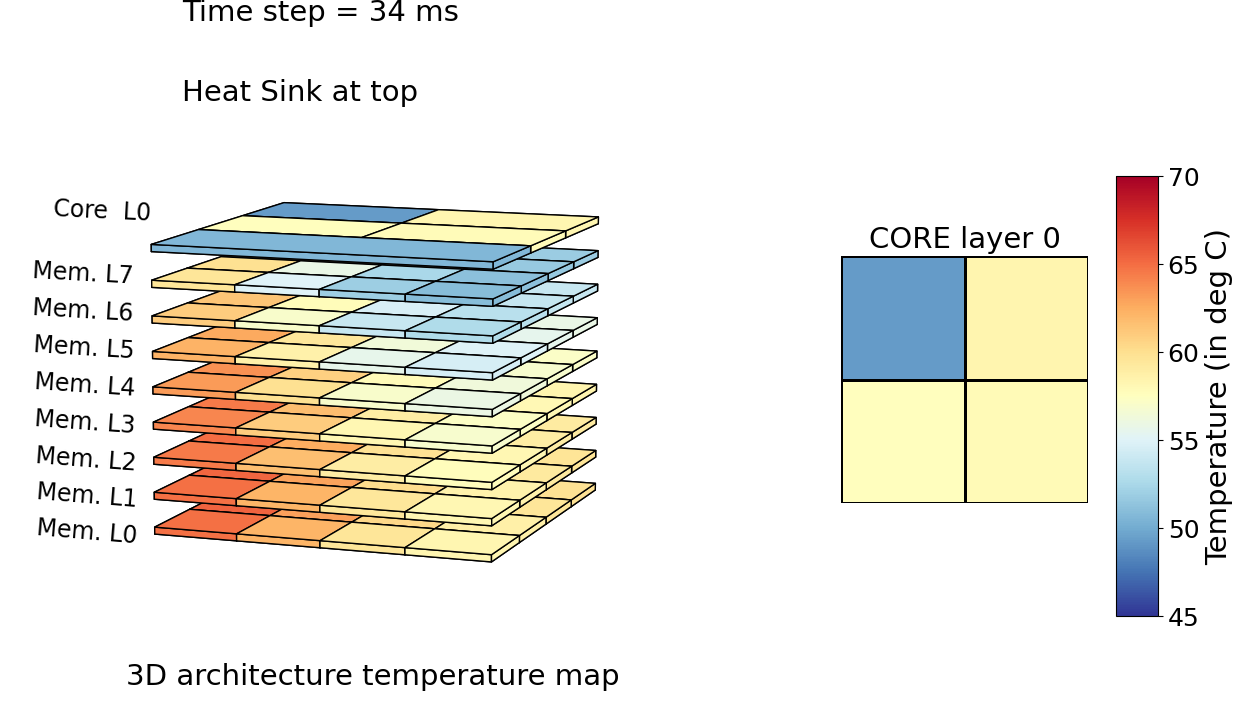 Time step = 34 ms
Heat Sink at top
Core  L0
Mem. L7
Mem. L6
Mem. L5
Mem. L4
Mem. L3
Mem. L2
Mem. L1
Mem. L0
3D architecture temperature map
CORE layer 0
70
65
60
55
50
45
Temperature (in deg C)